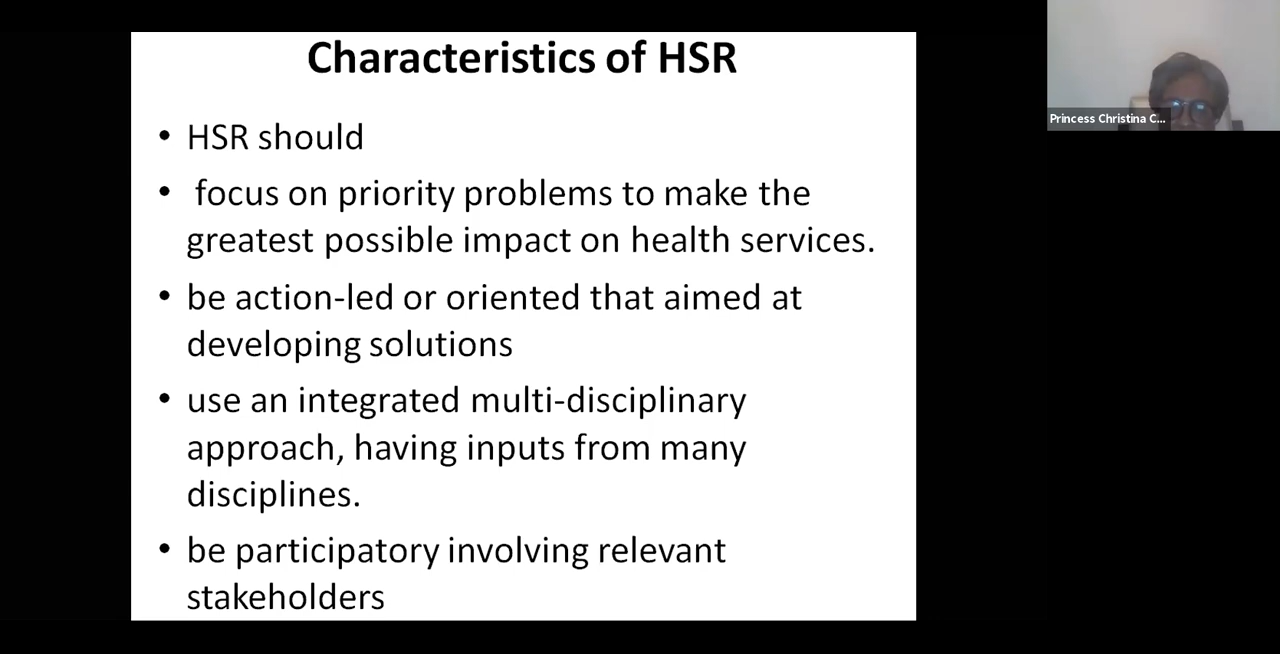 Characteristics of HSR
• HSR should
• focus on priority problems to make the
greatest possible impact on health services.
• be action-led or oriented that aimed at
developing solutions
• use an integrated multi-disciplinary
approach, having inputs from many
disciplines.
• be participatory involving relevant
stakeholders
Princess Christina C...